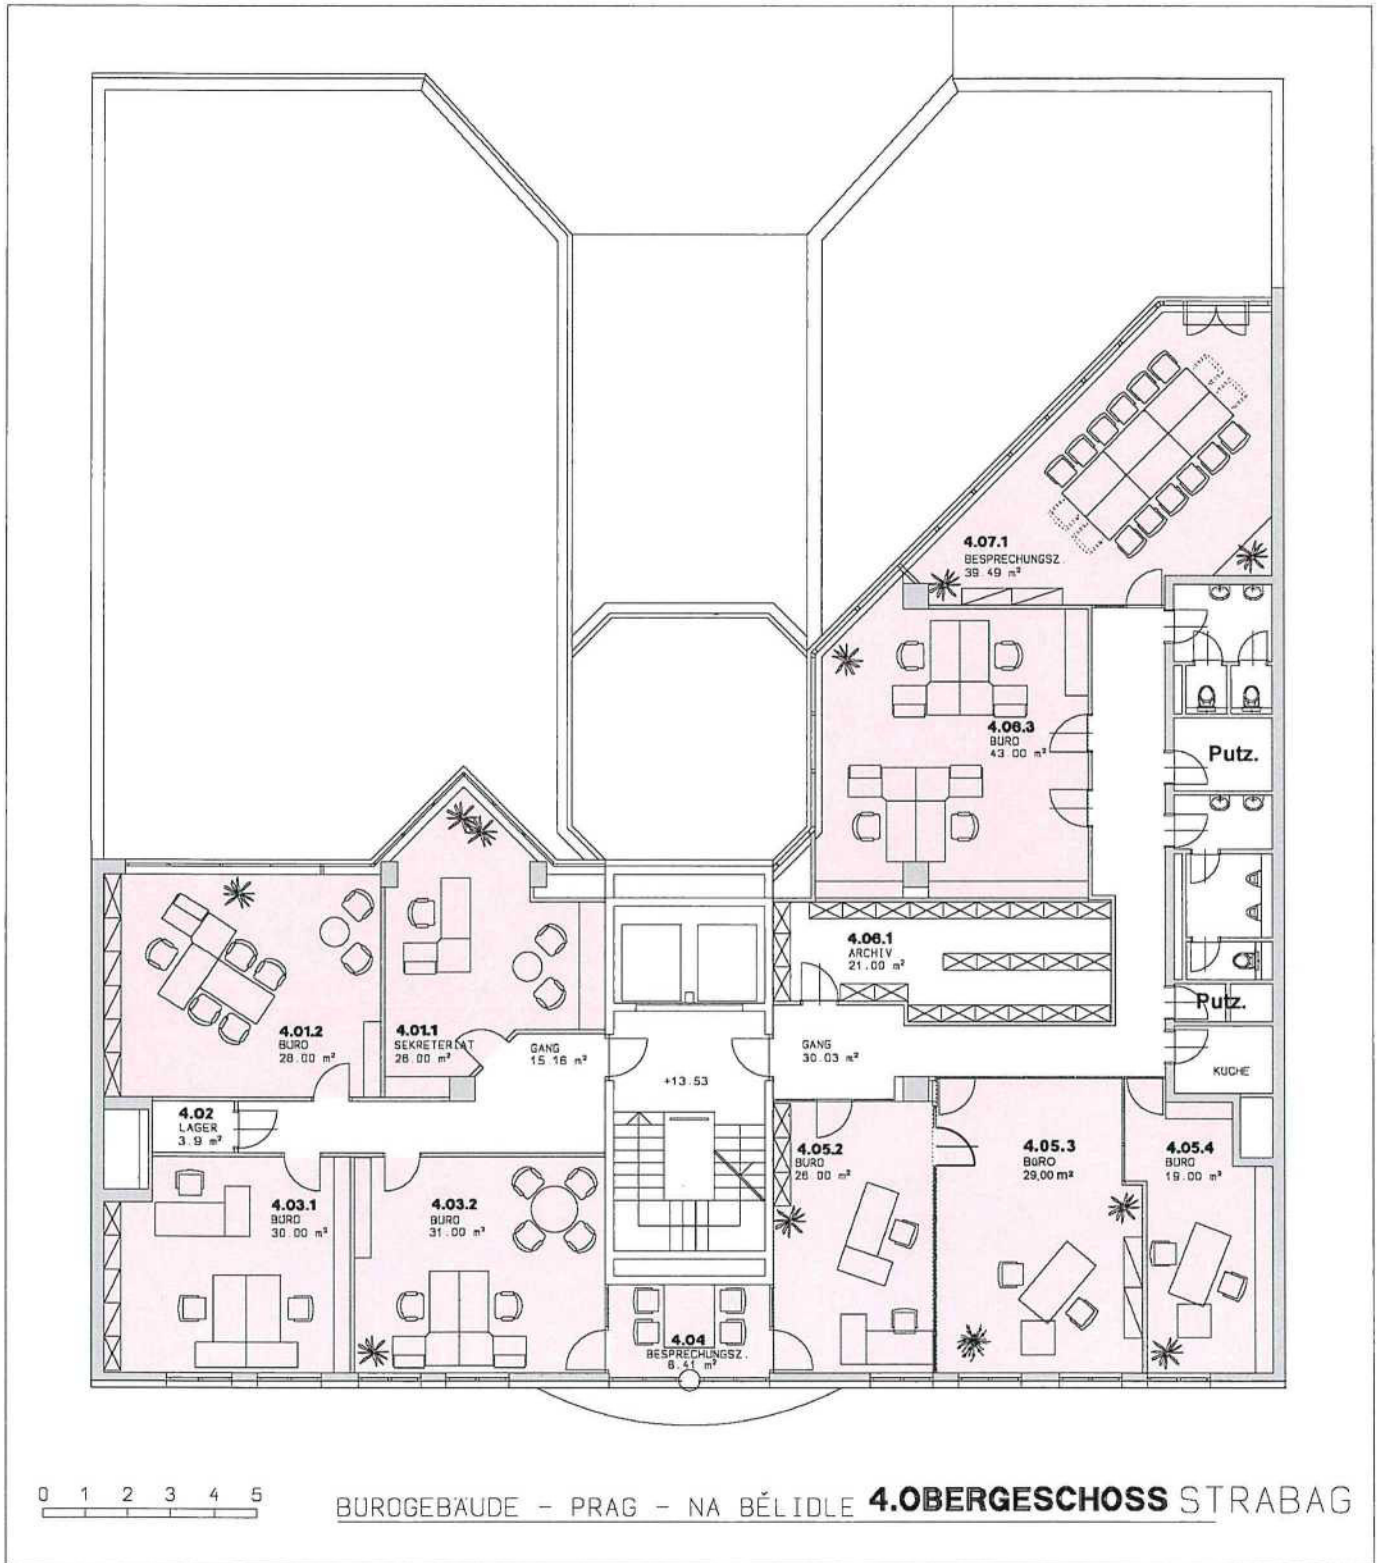 4.07.1
BESPRECHUNGSZ.
39.49 m²
4.06.3
BÜRO
43.00 m²
Putz.
4.06.1
ARCHIV
21.00 m²
Putz.
4.01.2
BÜRO
28.00 m²
4.01.1
SEKRETERIAT
26.00 m²
GANG
15.16 m²
+13.53
GANG
30.03 m²
KÜCHE
4.02
LAGER
3.9 m²
4.03.1
BÜRO
30.00 m²
4.03.2
BÜRO
31.00 m²
4.04
BESPRECHUNGSZ.
6.41 m²
4.05.2
BÜRO
26.00 m²
4.05.3
BÜRO
29,00 m²
4.05.4
BÜRO
19.00 m²
0 1 2 3 4 5
BÜROGEBÄUDE - PRAG - NA BĚLIDLE 4.OBERGESCHOSS STRABAG